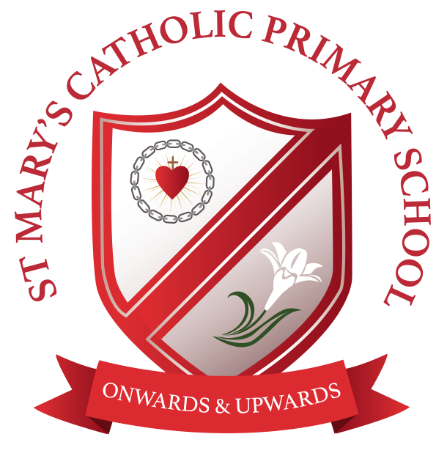 ST MARY'S CATHOLIC PRIMARY SCHOOL
ONWARDS & UPWARDS